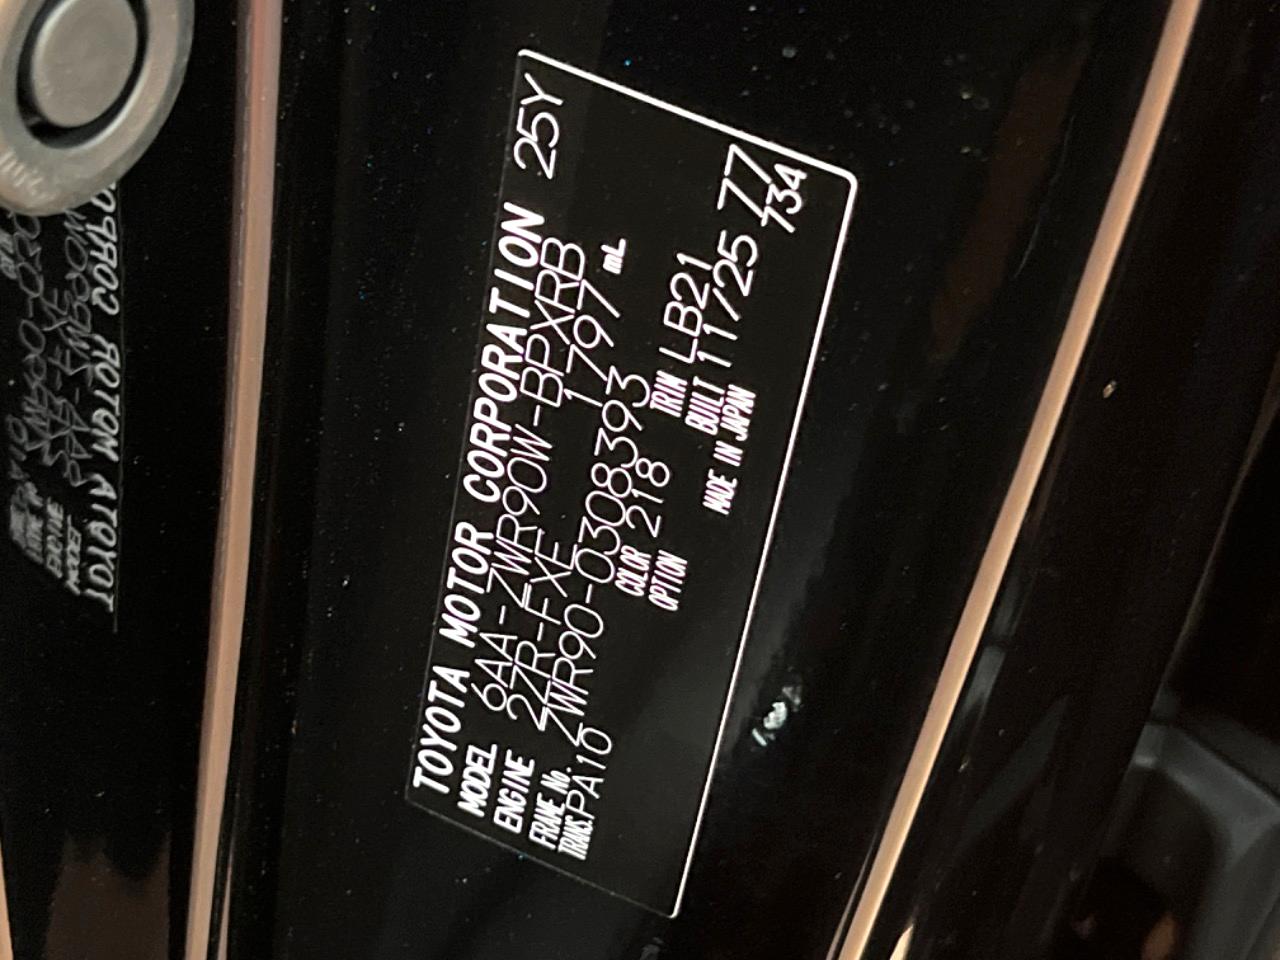 TOYOTA MOTOR CORPORATION 25Y
MODEL 6AA-ZWR90W-BPXRB
ENGINE 2ZR-FXE 1797 mL
FRAME No. ZWR90-0308393
TRANS. PA10 COLOR 218 TRIM LB21
OPTION BUILT 11/25 77
MADE IN JAPAN 734